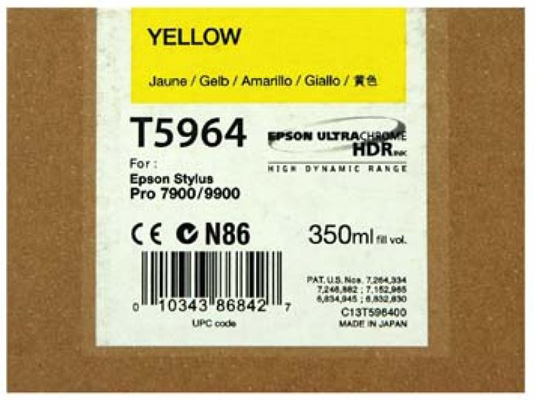 YELLOW
Jaune / Gelb / Amarillo / Giallo / 黄色
T5964
EPSON ULTRACHROME
HDR INK
HIGH DYNAMIC RANGE
For :
Epson Stylus
Pro 7900/9900
CE N86
350ml fill vol.
0 10343 86842 7
UPC code
PAT. U.S. Nos. 7,264,334
7,246,882 ; 7,152,965
6,834,945 ; 6,832,830
C13T596400
MADE IN JAPAN